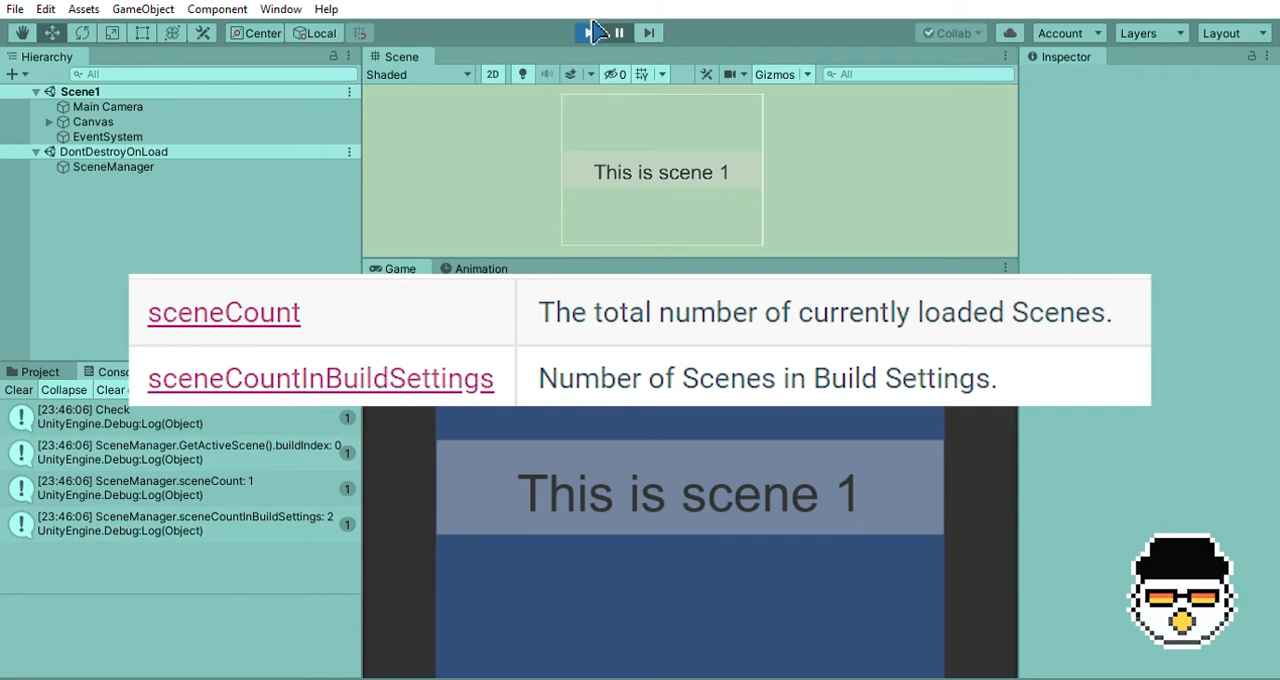 File Edit Assets GameObject Component Window Help
Center Local Collab Account Layers Layout
Hierarchy
All
Scene1
Main Camera
Canvas
EventSystem
DontDestroyOnLoad
SceneManager
Scene
Shaded 2D 0 Gizmos All
This is scene 1
Inspector
Game Animation
sceneCount The total number of currently loaded Scenes.
sceneCountInBuildSettings Number of Scenes in Build Settings.
Project
Clear Collapse Clear
[23:46:06] Check
UnityEngine.Debug:Log(Object) 1
[23:46:06] SceneManager.GetActiveScene().buildIndex: 0
UnityEngine.Debug:Log(Object) 1
[23:46:06] SceneManager.sceneCount: 1
UnityEngine.Debug:Log(Object) 1
[23:46:06] SceneManager.sceneCountInBuildSettings: 2
UnityEngine.Debug:Log(Object) 1
This is scene 1